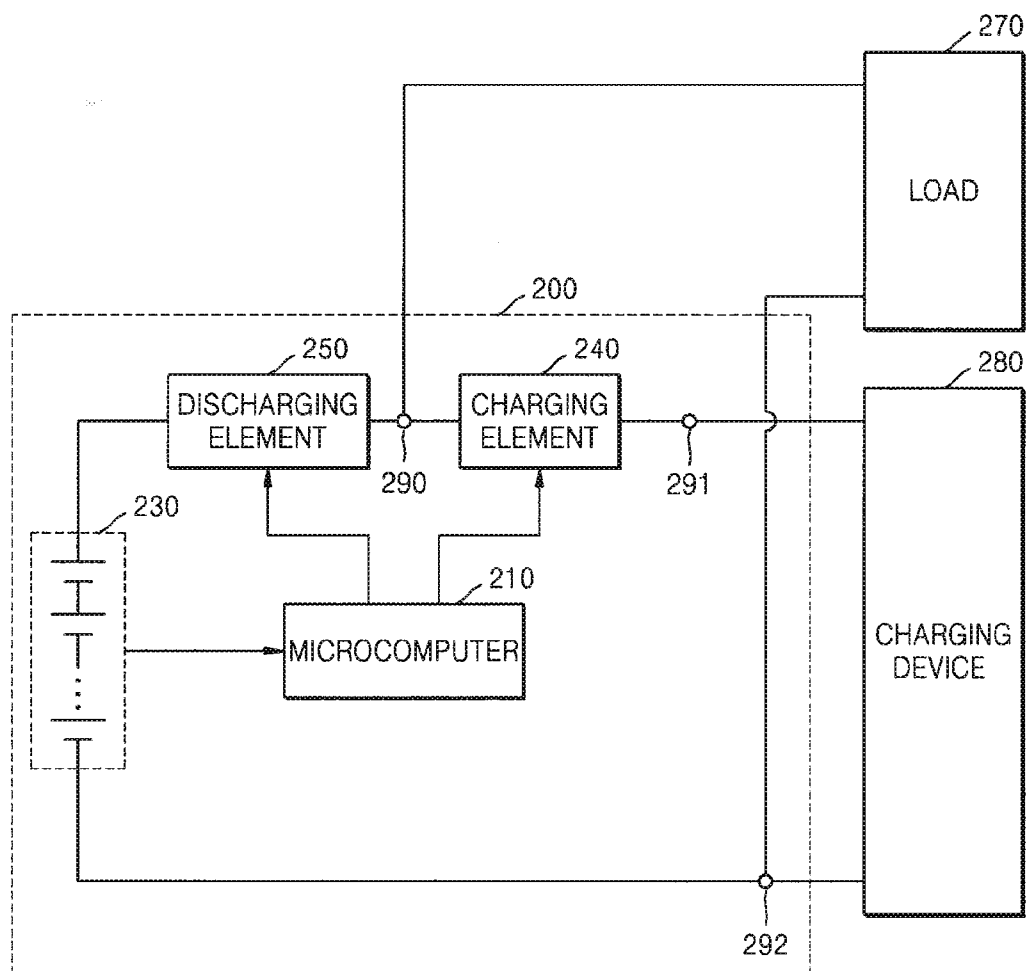 270
LOAD
200
250
240
280
DISCHARGING
ELEMENT
CHARGING
ELEMENT
290
291
230
210
MICROCOMPUTER
CHARGING
DEVICE
292